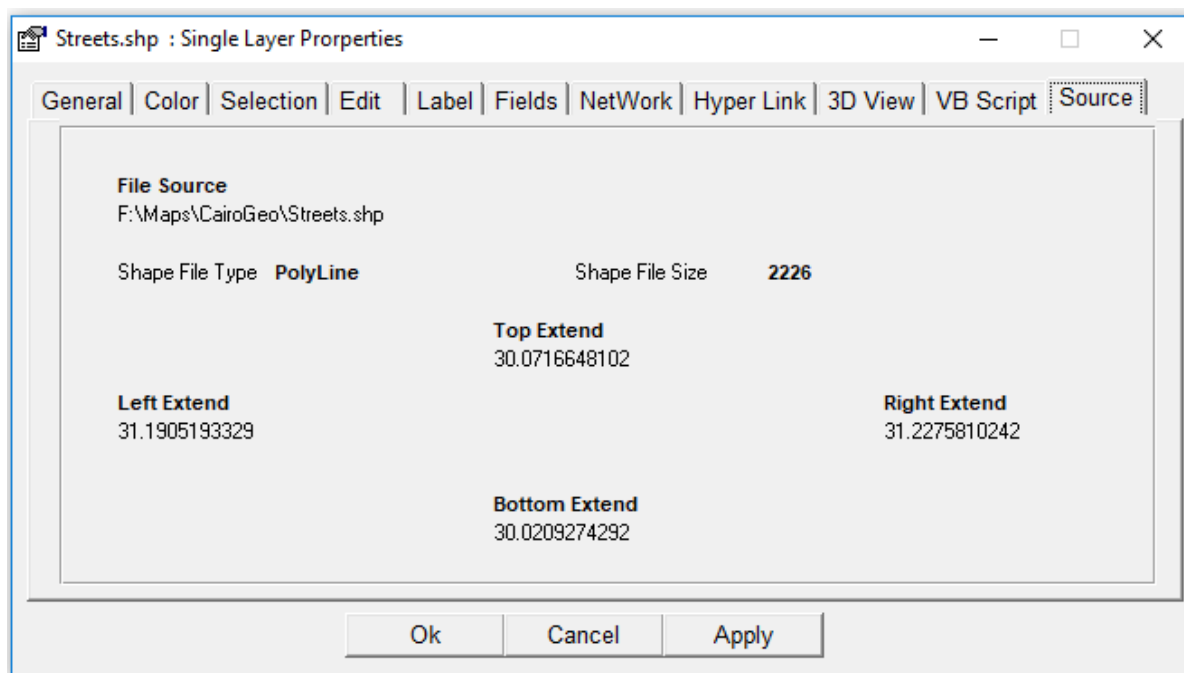 Streets.shp : Single Layer Prorperties
General Color Selection Edit Label Fields NetWork Hyper Link 3D View VB Script Source
File Source
F:\Maps\CairoGeo\Streets.shp
Shape File Type PolyLine Shape File Size 2226
Top Extend
30.0716648102
Left Extend Right Extend
31.1905193329 31.2275810242
Bottom Extend
30.0209274292
Ok Cancel Apply